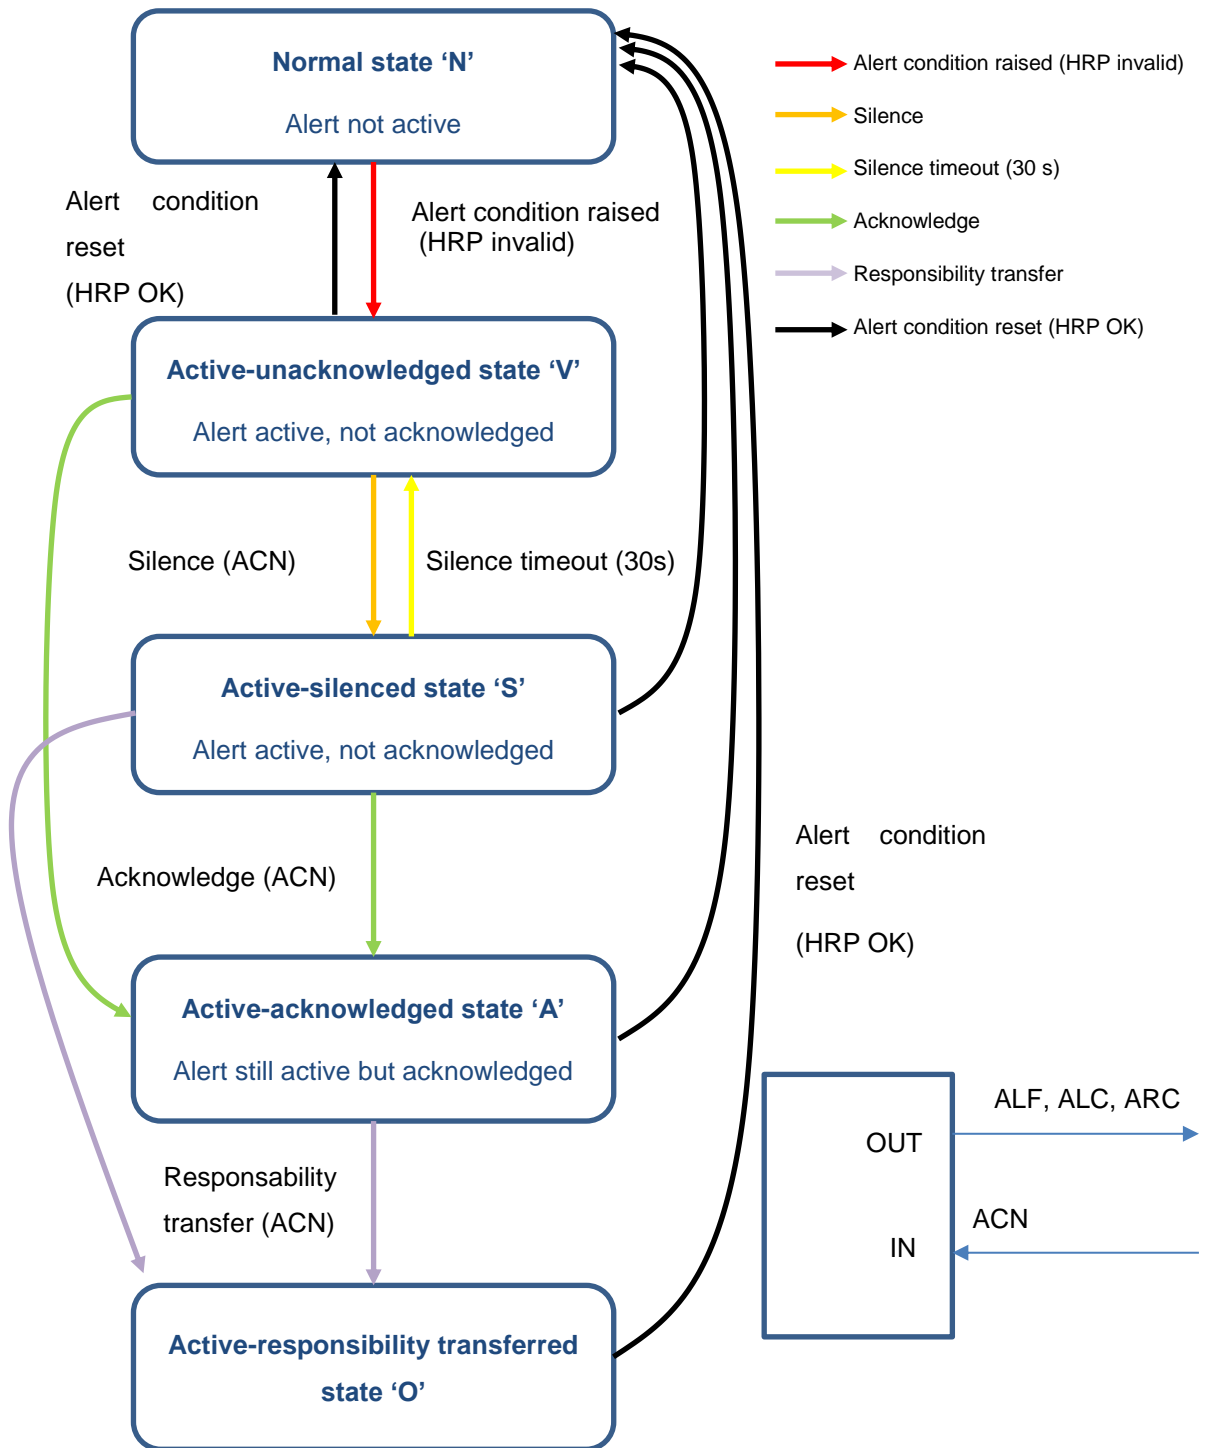 Normal state ‘N’
Alert not active
Alert condition raised (HRP invalid)
Silence
Silence timeout (30 s)
Acknowledge
Responsibility transfer
Alert condition reset (HRP OK)
Alert condition
reset
(HRP OK)
Alert condition raised
(HRP invalid)
Active-unacknowledged state ‘V’
Alert active, not acknowledged
Silence (ACN)
Silence timeout (30s)
Active-silenced state ‘S’
Alert active, not acknowledged
Acknowledge (ACN)
Alert condition
reset
(HRP OK)
Active-acknowledged state ‘A’
Alert still active but acknowledged
Responsability
transfer (ACN)
Active-responsibility transferred
state ‘O’
OUT
ALF, ALC, ARC
IN
ACN